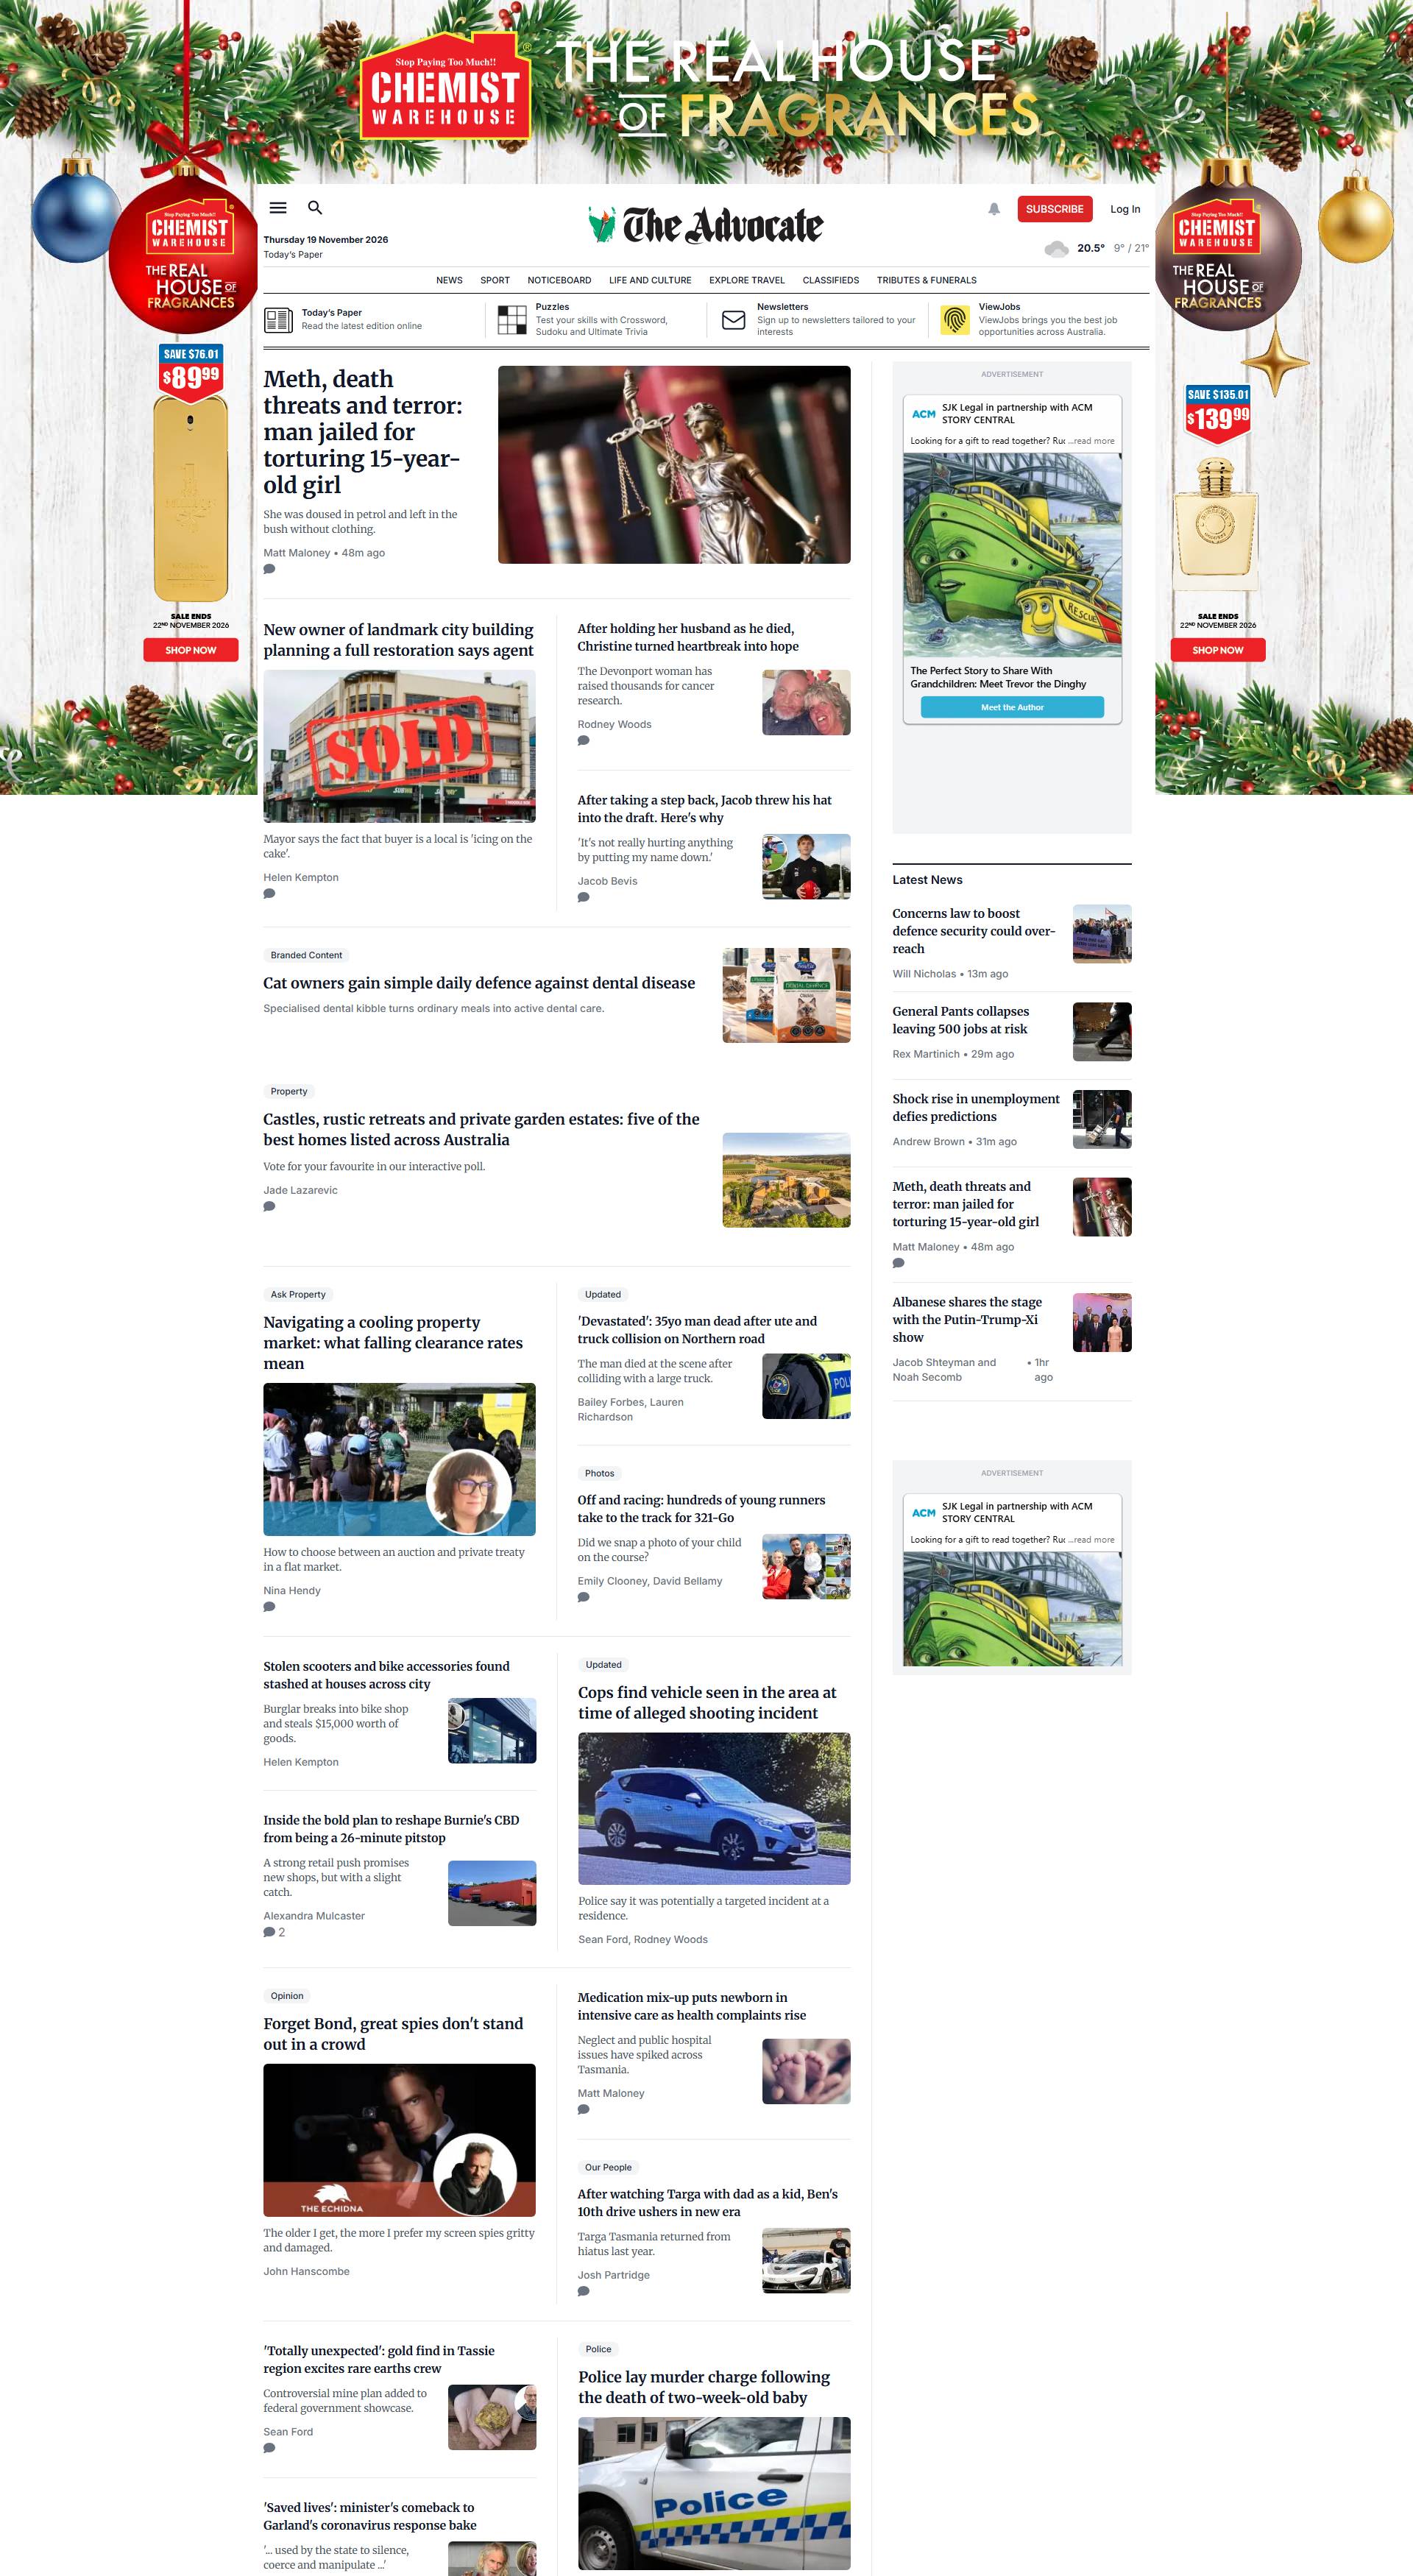 Stop Paying Too Much!!
CHEMIST
WAREHOUSE
THE REAL HOUSE
OF FRAGRANCES
Stop Paying Too Much!!
CHEMIST
WAREHOUSE
THE REAL
HOUSE OF
FRAGRANCES
SAVE $76.01
$8999
SALE ENDS
22ND NOVEMBER 2026
SHOP NOW
Stop Paying Too Much!!
CHEMIST
WAREHOUSE
THE REAL
HOUSE OF
FRAGRANCES
SAVE $135.01
$13999
SALE ENDS
22ND NOVEMBER 2026
SHOP NOW
The Advocate
SUBSCRIBE
Log In
Thursday 19 November 2026
Today's Paper
20.5° 9° / 21°
NEWS SPORT NOTICEBOARD LIFE AND CULTURE EXPLORE TRAVEL CLASSIFIEDS TRIBUTES & FUNERALS
Today's Paper
Read the latest edition online
Puzzles
Test your skills with Crossword,
Sudoku and Ultimate Trivia
Newsletters
Sign up to newsletters tailored to your
interests
ViewJobs
ViewJobs brings you the best job
opportunities across Australia.
Meth, death
threats and terror:
man jailed for
torturing 15-year-
old girl
She was doused in petrol and left in the
bush without clothing.
Matt Maloney • 48m ago
New owner of landmark city building
planning a full restoration says agent
SOLD
SUBWAY
Mayor says the fact that buyer is a local is 'icing on the
cake'.
Helen Kempton
After holding her husband as he died,
Christine turned heartbreak into hope
The Devonport woman has
raised thousands for cancer
research.
Rodney Woods
After taking a step back, Jacob threw his hat
into the draft. Here's why
'It's not really hurting anything
by putting my name down.'
Jacob Bevis
Branded Content
Cat owners gain simple daily defence against dental disease
Specialised dental kibble turns ordinary meals into active dental care.
Property
Castles, rustic retreats and private garden estates: five of the
best homes listed across Australia
Vote for your favourite in our interactive poll.
Jade Lazarevic
Ask Property
Navigating a cooling property
market: what falling clearance rates
mean
How to choose between an auction and private treaty
in a flat market.
Nina Hendy
Updated
'Devastated': 35yo man dead after ute and
truck collision on Northern road
The man died at the scene after
colliding with a large truck.
Bailey Forbes, Lauren
Richardson
POLI
Photos
Off and racing: hundreds of young runners
take to the track for 321-Go
Did we snap a photo of your child
on the course?
Emily Clooney, David Bellamy
Stolen scooters and bike accessories found
stashed at houses across city
Burglar breaks into bike shop
and steals $15,000 worth of
goods.
Helen Kempton
Inside the bold plan to reshape Burnie's CBD
from being a 26-minute pitstop
A strong retail push promises
new shops, but with a slight
catch.
Alexandra Mulcaster
2
Updated
Cops find vehicle seen in the area at
time of alleged shooting incident
Police say it was potentially a targeted incident at a
residence.
Sean Ford, Rodney Woods
Opinion
Forget Bond, great spies don't stand
out in a crowd
THE ECHIDNA
The older I get, the more I prefer my screen spies gritty
and damaged.
John Hanscombe
Medication mix-up puts newborn in
intensive care as health complaints rise
Neglect and public hospital
issues have spiked across
Tasmania.
Matt Maloney
Our People
After watching Targa with dad as a kid, Ben's
10th drive ushers in new era
Targa Tasmania returned from
hiatus last year.
Josh Partridge
'Totally unexpected': gold find in Tassie
region excites rare earths crew
Controversial mine plan added to
federal government showcase.
Sean Ford
'Saved lives': minister's comeback to
Garland's coronavirus response bake
'... used by the state to silence,
coerce and manipulate ...'
Police
Police lay murder charge following
the death of two-week-old baby
Police
ADVERTISEMENT
ACM
SJK Legal in partnership with ACM
STORY CENTRAL
Looking for a gift to read together? Ru ...read more
RESCUE
The Perfect Story to Share With
Grandchildren: Meet Trevor the Dinghy
Meet the Author
Latest News
Concerns law to boost
defence security could over-
reach
Will Nicholas • 13m ago
General Pants collapses
leaving 500 jobs at risk
Rex Martinich • 29m ago
Shock rise in unemployment
defies predictions
Andrew Brown • 31m ago
Meth, death threats and
terror: man jailed for
torturing 15-year-old girl
Matt Maloney • 48m ago
Albanese shares the stage
with the Putin-Trump-Xi
show
Jacob Shteyman and
Noah Secomb
• 1hr
ago
ADVERTISEMENT
ACM
SJK Legal in partnership with ACM
STORY CENTRAL
Looking for a gift to read together? Ru ...read more